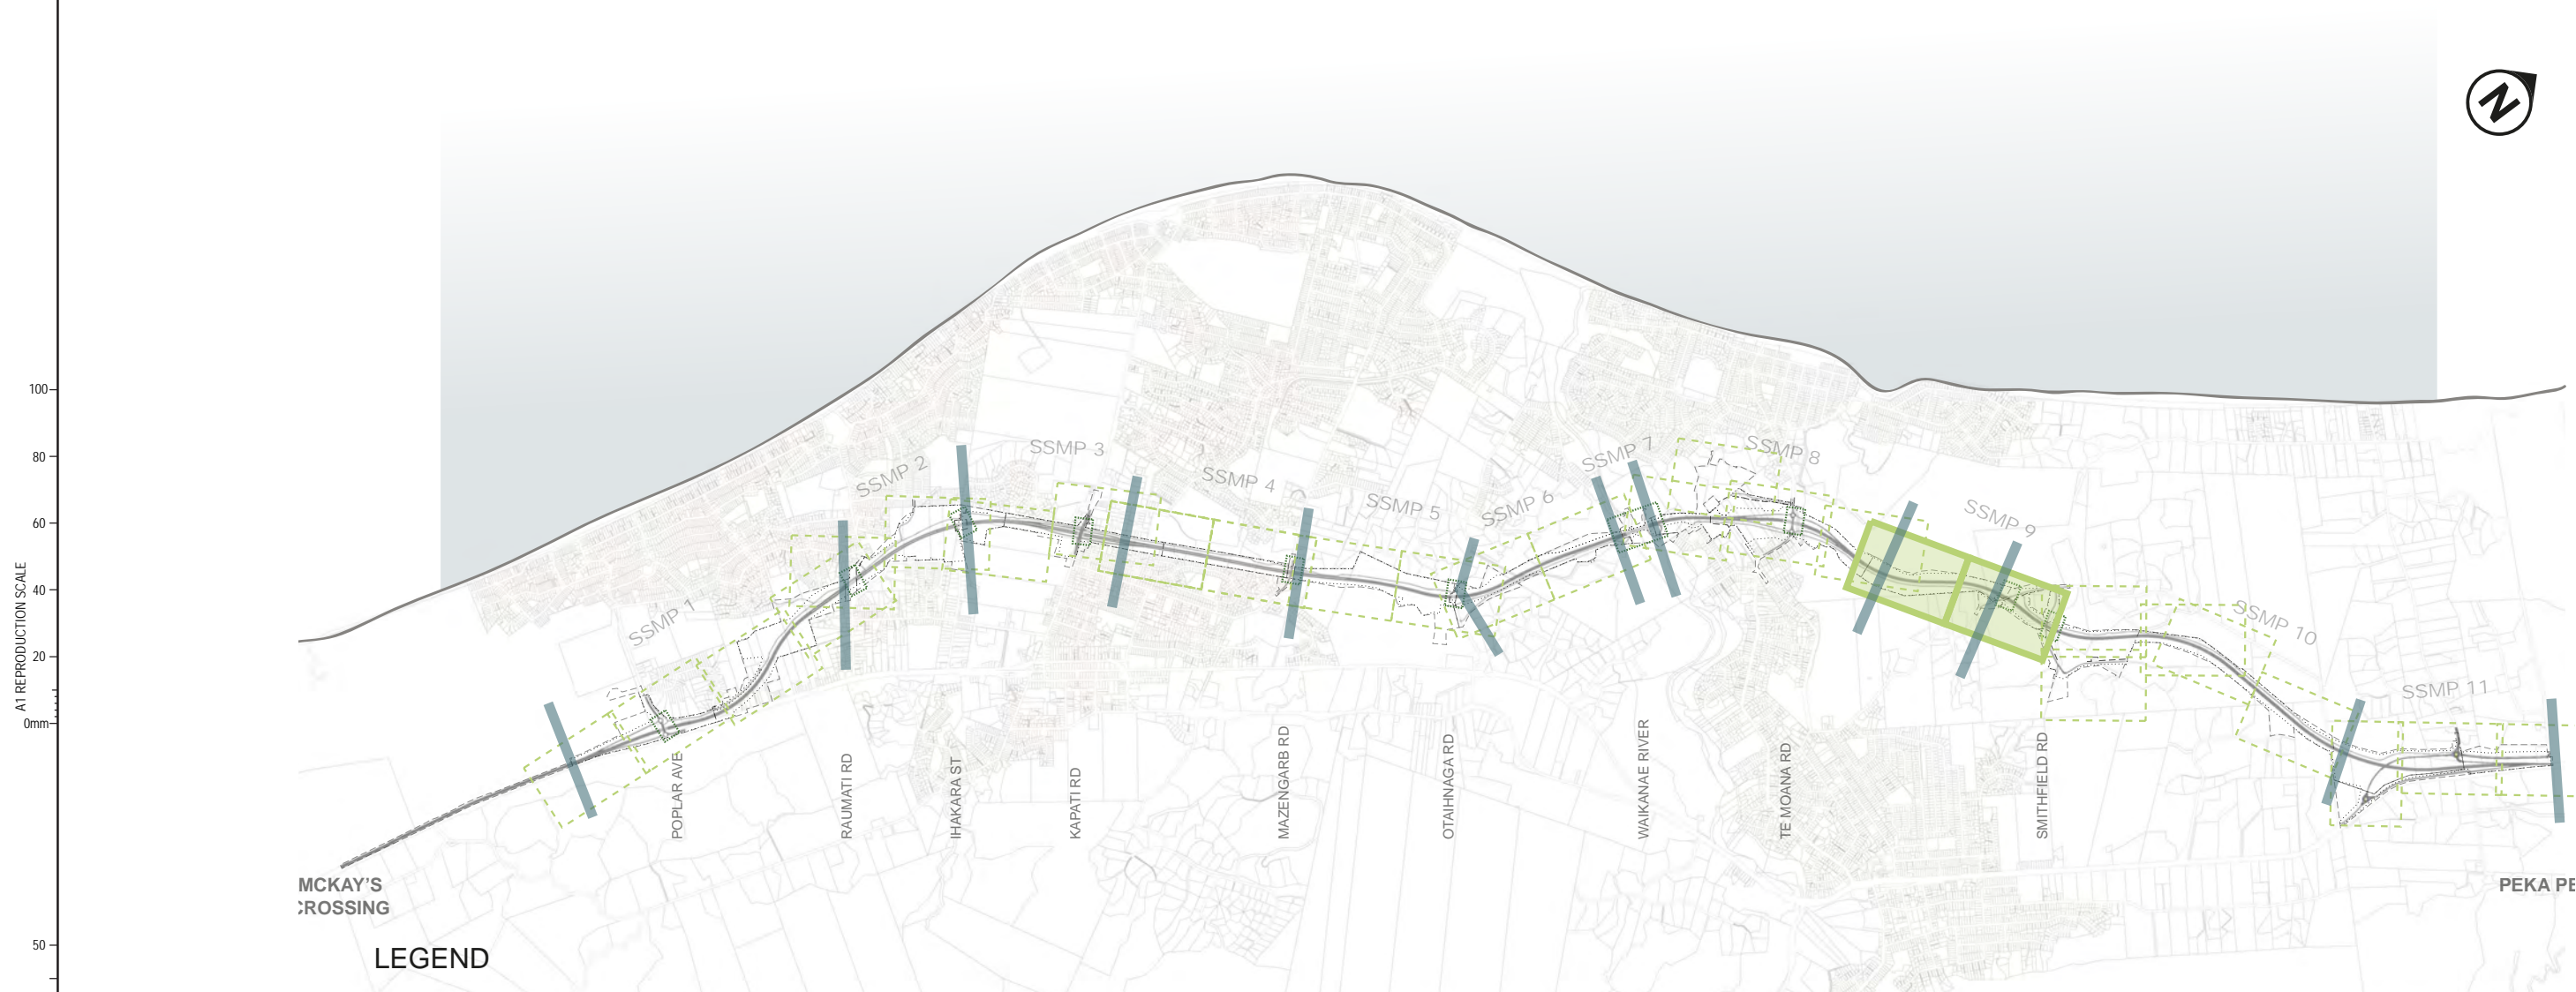 N
100
80
60
40
20
0mm
50
A1 REPRODUCTION SCALE
SSMP 1
SSMP 2
SSMP 3
SSMP 4
SSMP 5
SSMP 6
SSMP 7
SSMP 8
SSMP 9
SSMP 10
SSMP 11
POPLAR AVE
RAUMATI RD
IHAKARA ST
KAPATI RD
MAZENGARB RD
OTAIHNAGA RD
WAIKANAE RIVER
TE MOANA RD
SMITHFIELD RD
MCKAY'S
CROSSING
PEKA PE
LEGEND